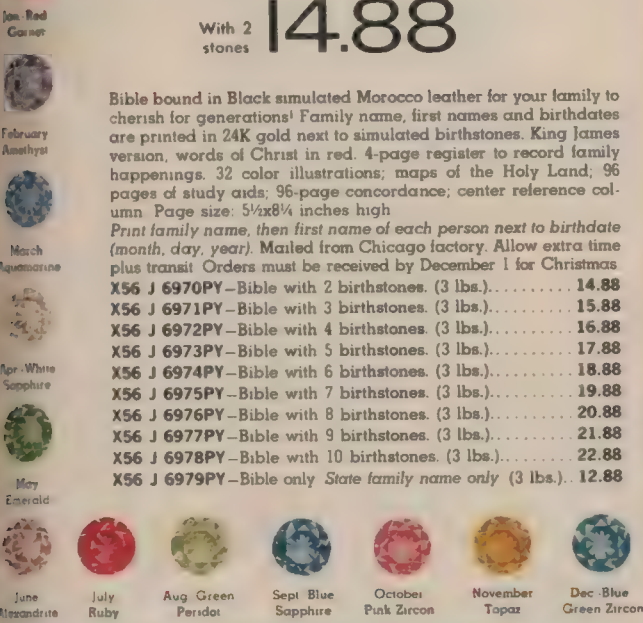 Jan - Red
Garnet
With 2
stones
14.88
February
Amethyst
March
Aquamarine
Apr - White
Sapphire
May
Emerald
Bible bound in Black simulated Morocco leather for your family to
cherish for generations! Family name, first names and birthdates
are printed in 24K gold next to simulated birthstones. King James
version, words of Christ in red. 4-page register to record family
happenings. 32 color illustrations; maps of the Holy Land; 96
pages of study aids; 96-page concordance; center reference col-
umn Page size: 5½x8¼ inches high
Print family name, then first name of each person next to birthdate
(month, day, year). Mailed from Chicago factory. Allow extra time
plus transit Orders must be received by December 1 for Christmas
X56 J 6970PY—Bible with 2 birthstones. (3 lbs.).......... 14.88
X56 J 6971PY—Bible with 3 birthstones. (3 lbs.).......... 15.88
X56 J 6972PY—Bible with 4 birthstones. (3 lbs.).......... 16.88
X56 J 6973PY—Bible with 5 birthstones. (3 lbs.).......... 17.88
X56 J 6974PY—Bible with 6 birthstones. (3 lbs.).......... 18.88
X56 J 6975PY—Bible with 7 birthstones. (3 lbs.).......... 19.88
X56 J 6976PY—Bible with 8 birthstones. (3 lbs.).......... 20.88
X56 J 6977PY—Bible with 9 birthstones. (3 lbs.).......... 21.88
X56 J 6978PY—Bible with 10 birthstones. (3 lbs.)......... 22.88
X56 J 6979PY—Bible only State family name only (3 lbs.).. 12.88
June
Alexandrite
July
Ruby
Aug Green
Peridot
Sept Blue
Sapphire
October
Pink Zircon
November
Topaz
Dec - Blue
Green Zircon